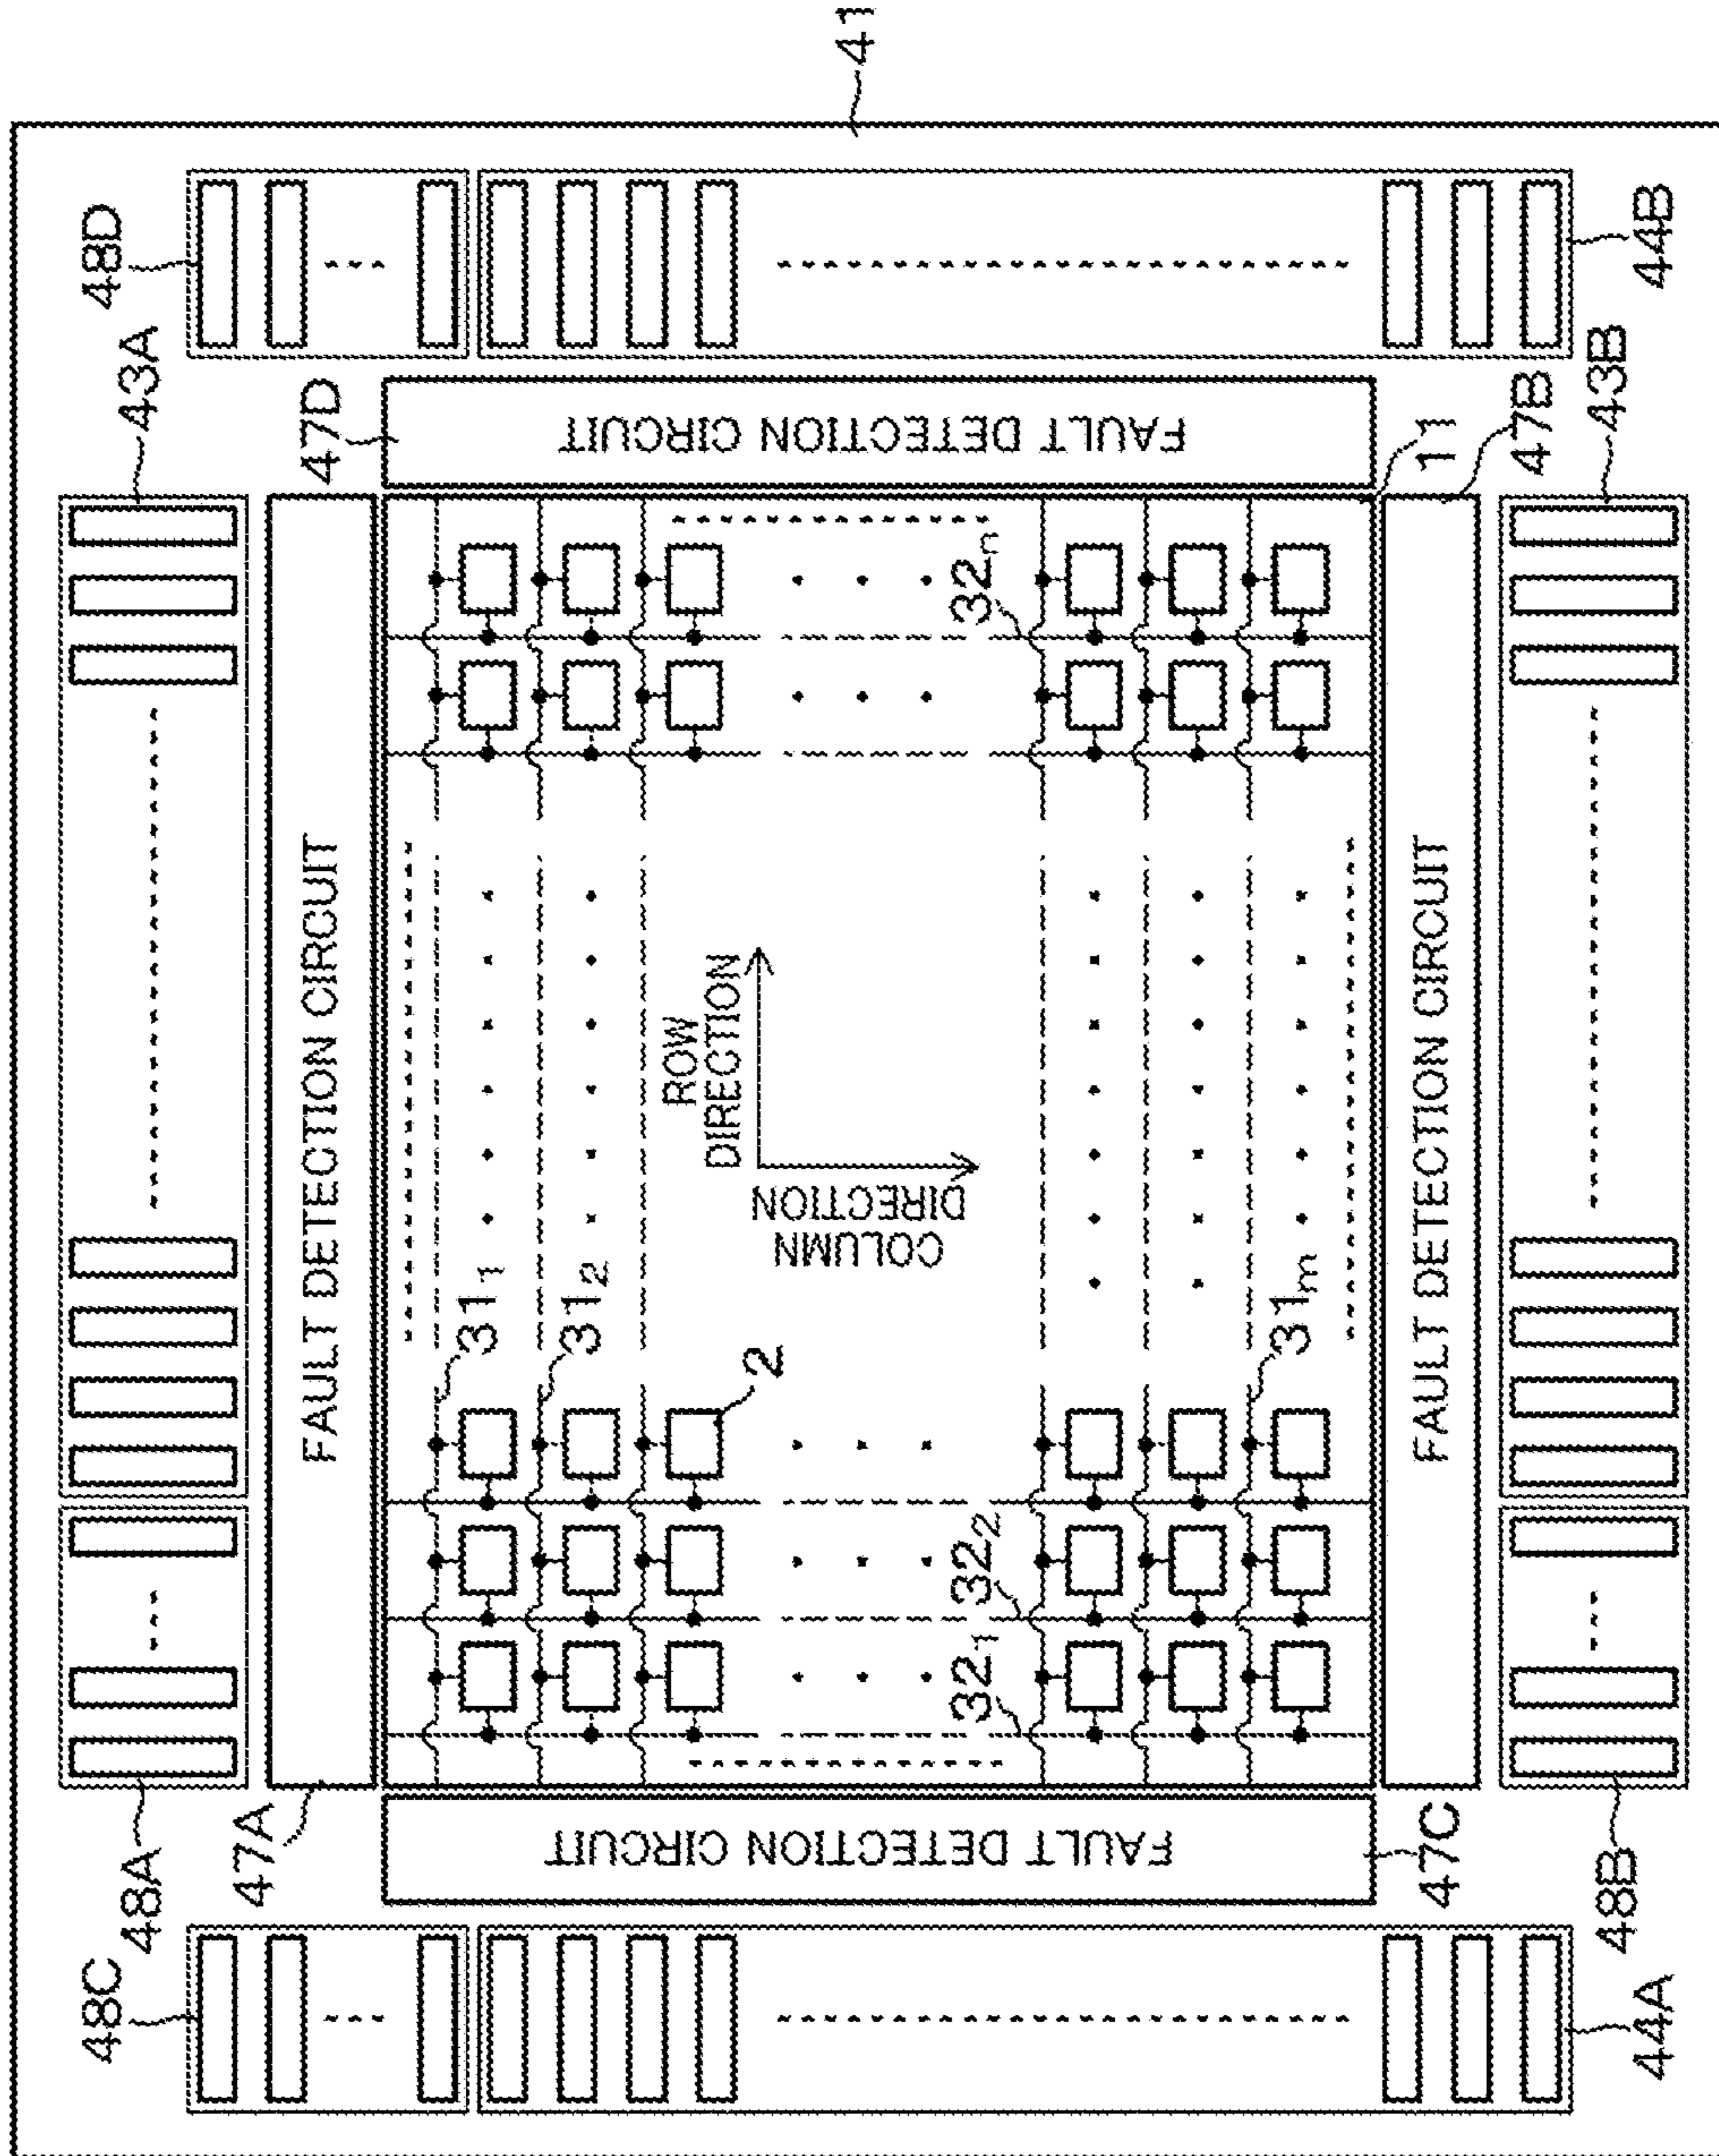 48C
48A
43A
48D
47A
47D
FAULT DETECTION CIRCUIT
31₁
31₂
2
FAULT DETECTION CIRCUIT
ROW
DIRECTION
COLUMN
DIRECTION
FAULT DETECTION CIRCUIT
41
32₁
32₂
32ₙ
31ₘ
FAULT DETECTION CIRCUIT
47C
11
47B
44A
48B
43B
44B